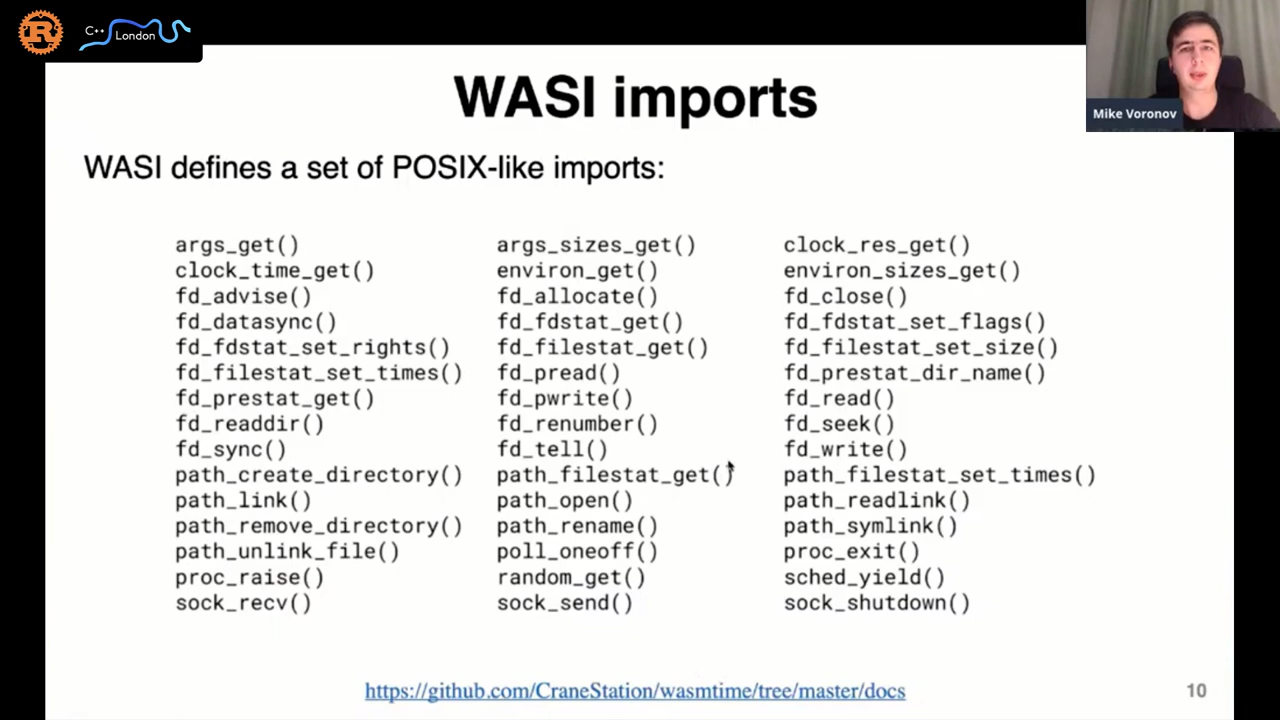 R
C++
London
Mike Voronov
WASI imports
WASI defines a set of POSIX-like imports:
args_get() args_sizes_get() clock_res_get()
clock_time_get() environ_get() environ_sizes_get()
fd_advise() fd_allocate() fd_close()
fd_datasync() fd_fdstat_get() fd_fdstat_set_flags()
fd_fdstat_set_rights() fd_filestat_get() fd_filestat_set_size()
fd_filestat_set_times() fd_pread() fd_prestat_dir_name()
fd_prestat_get() fd_pwrite() fd_read()
fd_readdir() fd_renumber() fd_seek()
fd_sync() fd_tell() fd_write()
path_create_directory() path_filestat_get() path_filestat_set_times()
path_link() path_open() path_readlink()
path_remove_directory() path_rename() path_symlink()
path_unlink_file() poll_oneoff() proc_exit()
proc_raise() random_get() sched_yield()
sock_recv() sock_send() sock_shutdown()
https://github.com/CraneStation/wasmtime/tree/master/docs
10